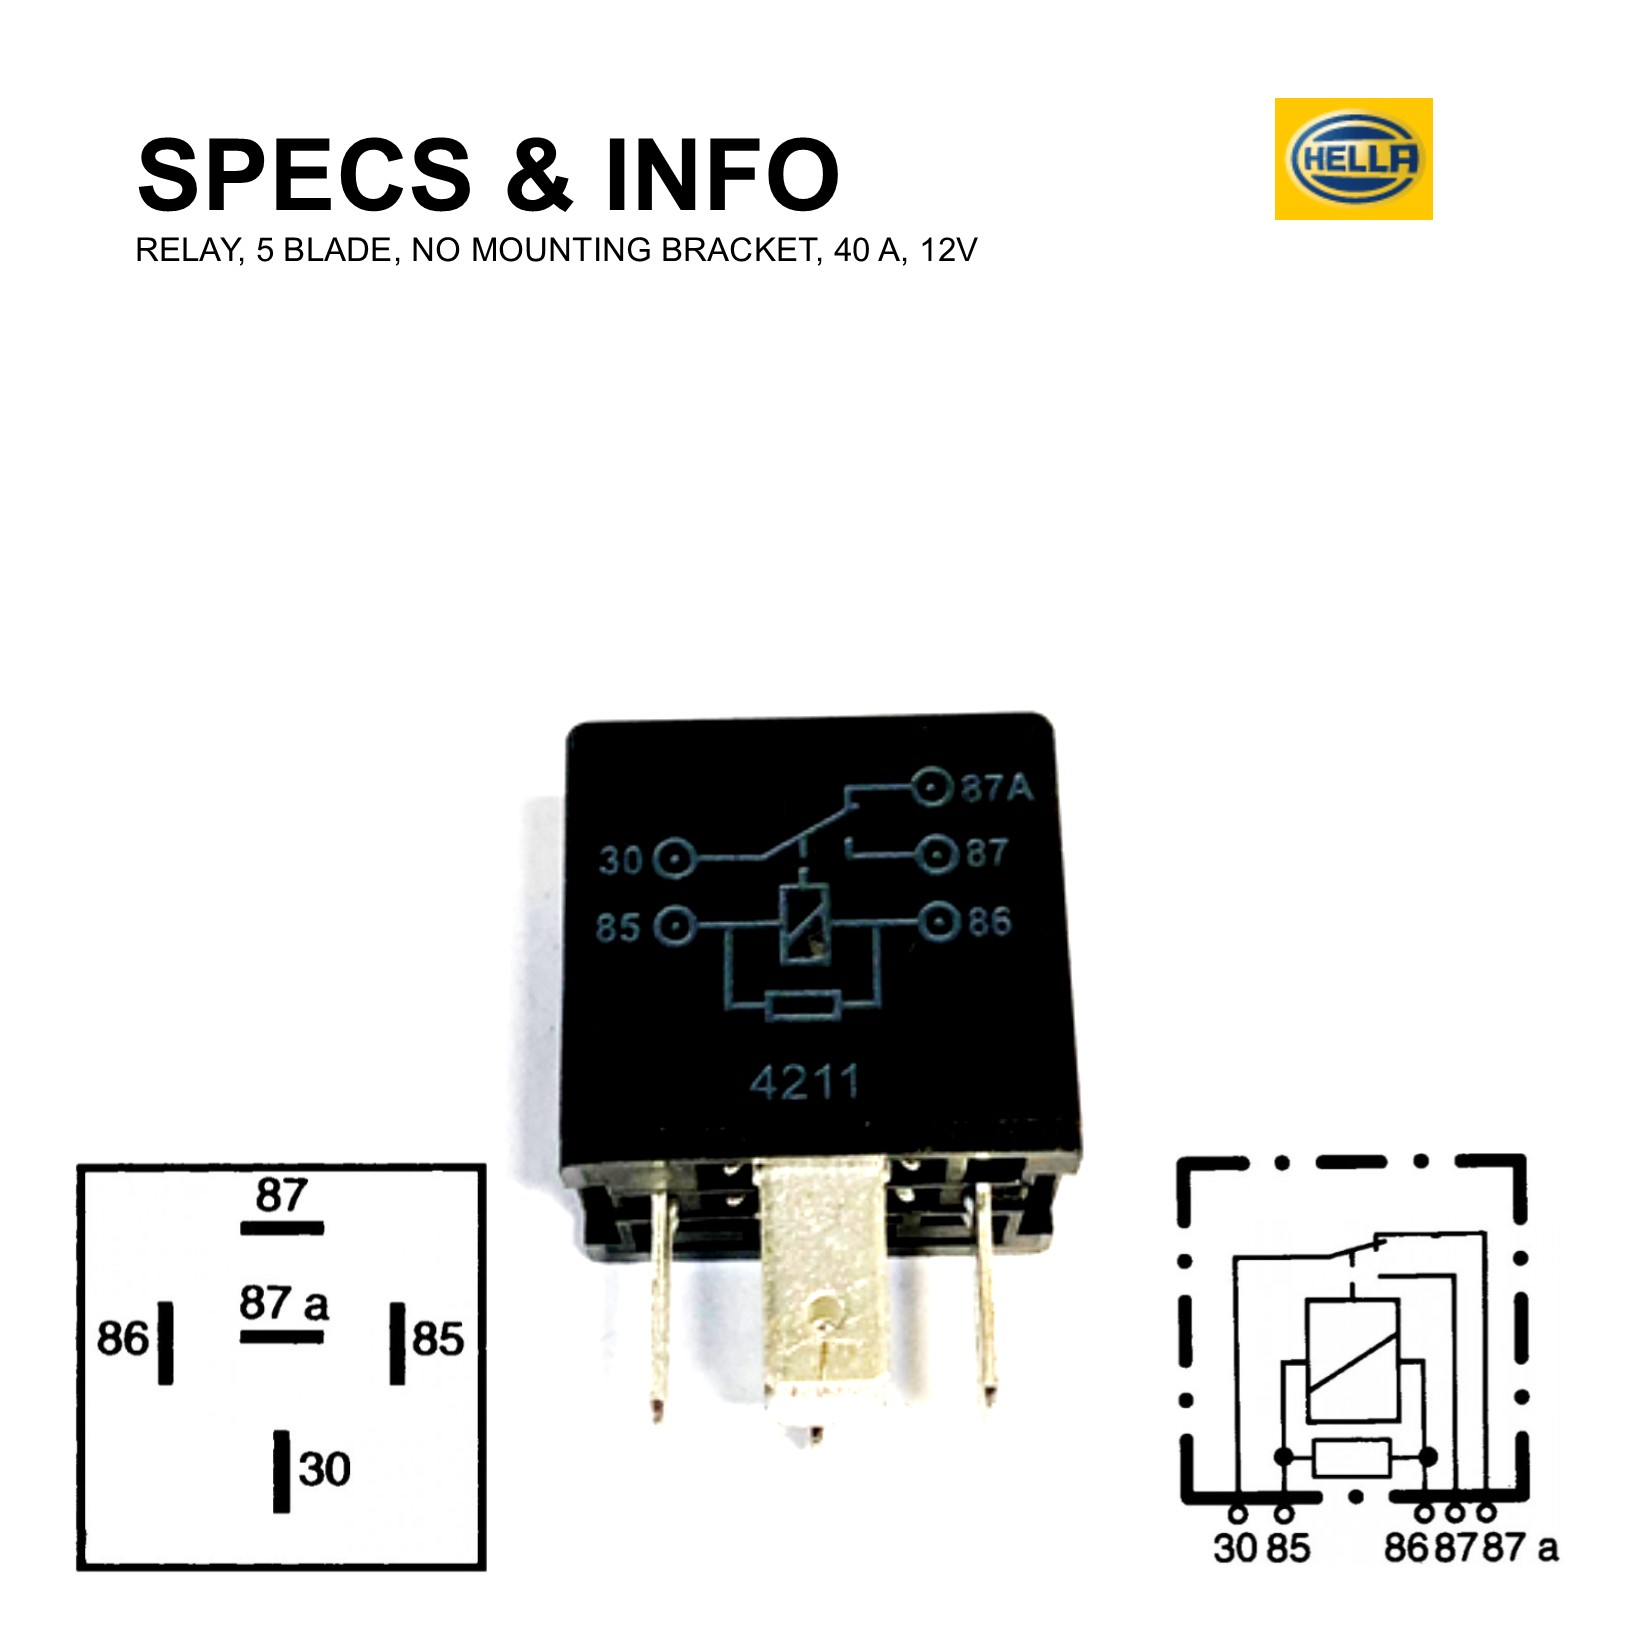 SPECS & INFO
HELLA
RELAY, 5 BLADE, NO MOUNTING BRACKET, 40 A, 12V
87A
30
87
85
86
4211
87
87 a
86
85
30
30 85 86 87 87 a